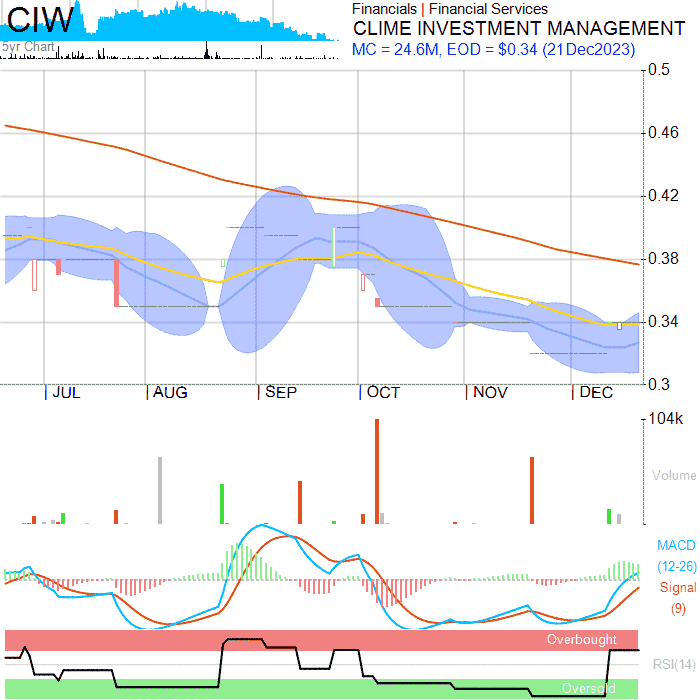 CIW
5yr Chart
Financials | Financial Services
CLIME INVESTMENT MANAGEMENT
MC = 24.6M, EOD = $0.34 (21Dec2023)
0.5
0.46
0.42
0.38
0.34
0.3
JUL AUG SEP OCT NOV DEC
104k
Volume
MACD
(12-26)
Signal
(9)
Overbought
RSI(14)
Oversold